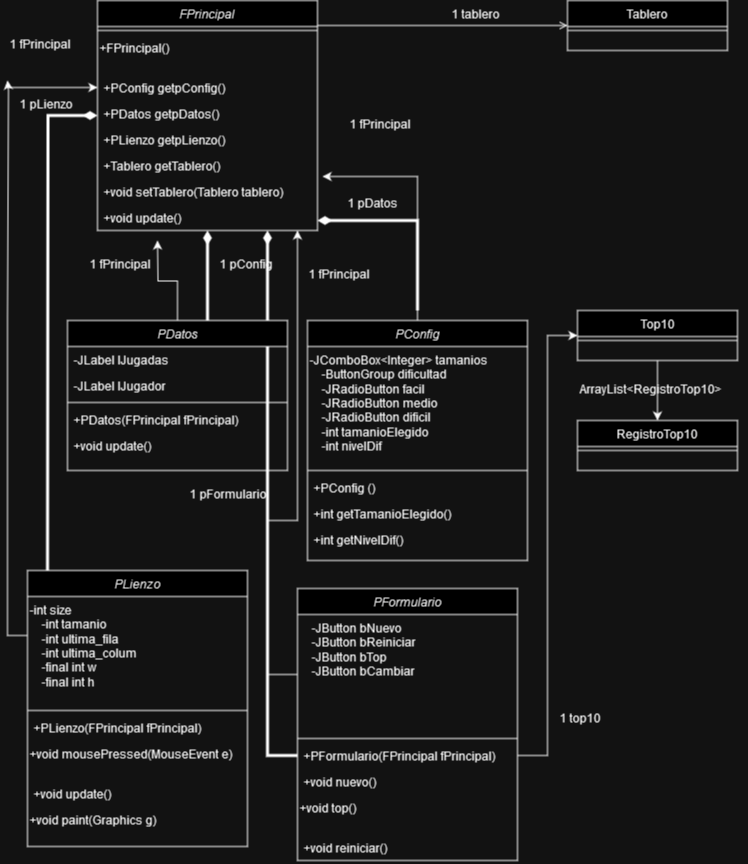 FPrincipal
+FPrincipal()
+PConfig getpConfig()
+PDatos getpDatos()
+PLienzo getpLienzo()
+Tablero getTablero()
+void setTablero(Tablero tablero)
+void update()
1 tablero
Tablero
1 fPrincipal
1 pLienzo
1 fPrincipal
1 pDatos
1 fPrincipal
1 pConfig
1 fPrincipal
PDatos
-JLabel lJugadas
-JLabel lJugador
+PDatos(FPrincipal fPrincipal)
+void update()
PConfig
-JComboBox<Integer> tamanios
-ButtonGroup dificultad
-JRadioButton facil
-JRadioButton medio
-JRadioButton dificil
-int tamanioElegido
-int nivelDif
+PConfig ()
+int getTamanioElegido()
+int getNivelDif()
Top10
ArrayList<RegistroTop10>
RegistroTop10
1 pFormulario
PLienzo
-int size
-int tamanio
-int ultima_fila
-int ultima_colum
-final int w
-final int h
+PLienzo(FPrincipal fPrincipal)
+void mousePressed(MouseEvent e)
+void update()
+void paint(Graphics g)
PFormulario
-JButton bNuevo
-JButton bReiniciar
-JButton bTop
-JButton bCambiar
+PFormulario(FPrincipal fPrincipal)
+void nuevo()
+void top()
+void reiniciar()
1 top10